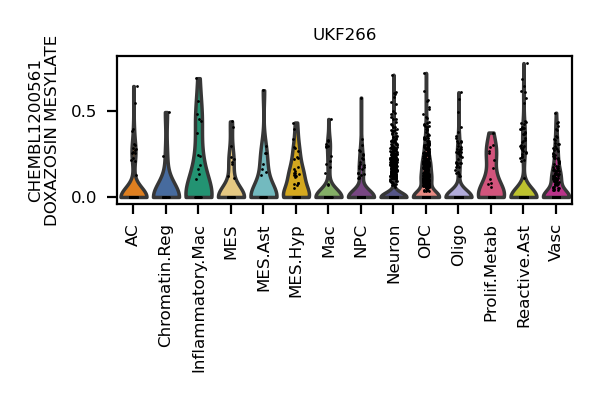 UKF266
CHEMBL1200561
DOXAZOSIN MESYLATE
0.5
0.0
AC
Chromatin.Reg
Inflammatory.Mac
MES
MES.Ast
MES.Hyp
Mac
NPC
Neuron
OPC
Oligo
Prolif.Metab
Reactive.Ast
Vasc